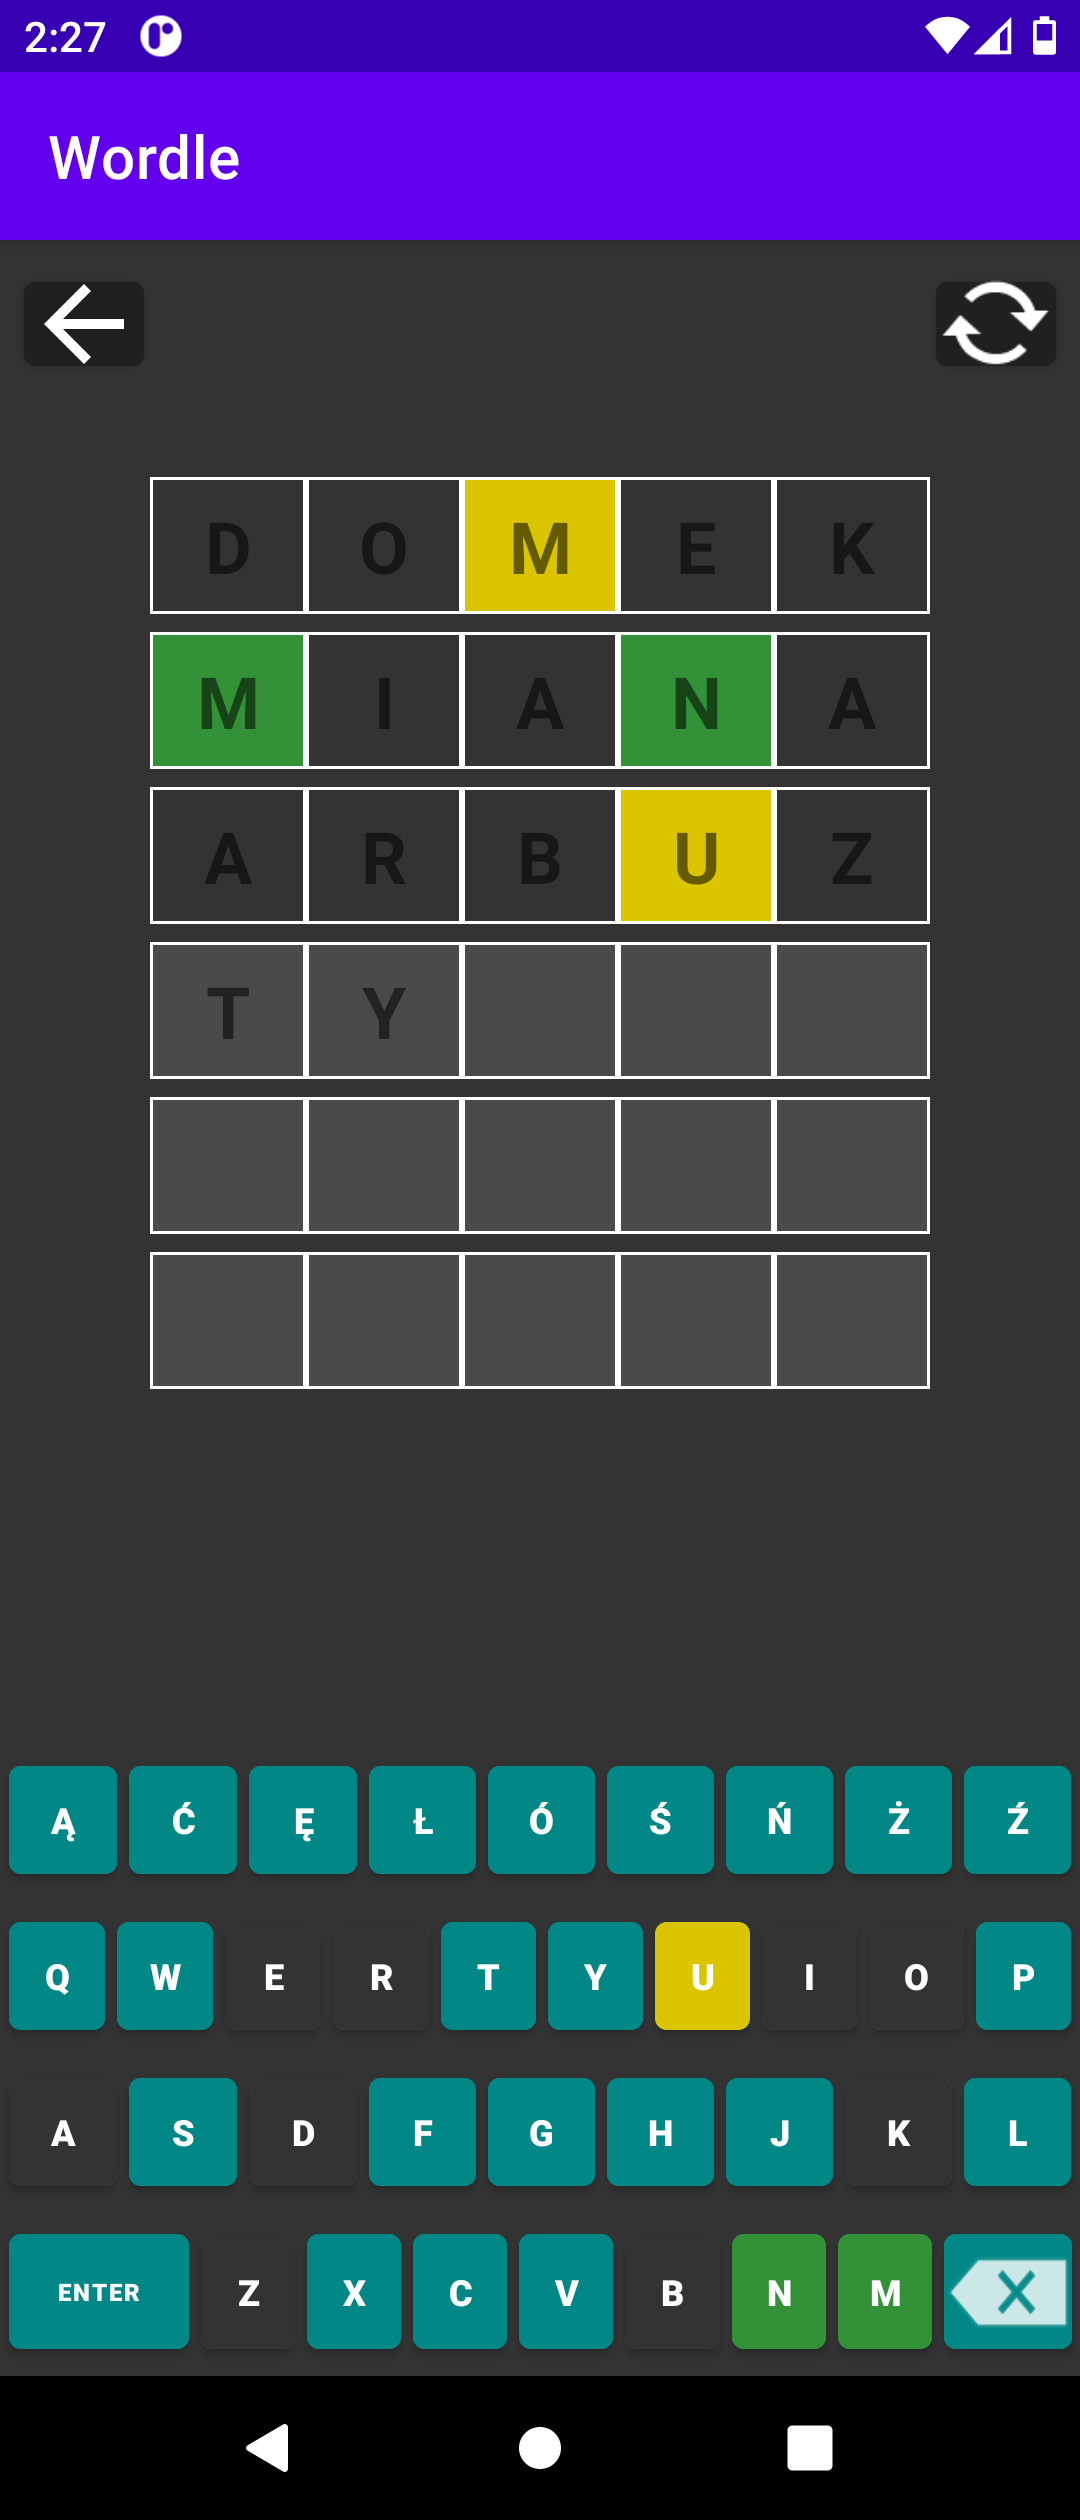 2:27
Wordle
D O M E K
M I A N A
A R B U Z
T Y
Ą Ć Ę Ł Ó Ś Ń Ż Ź
Q W E R T Y U I O P
A S D F G H J K L
ENTER Z X C V B N M